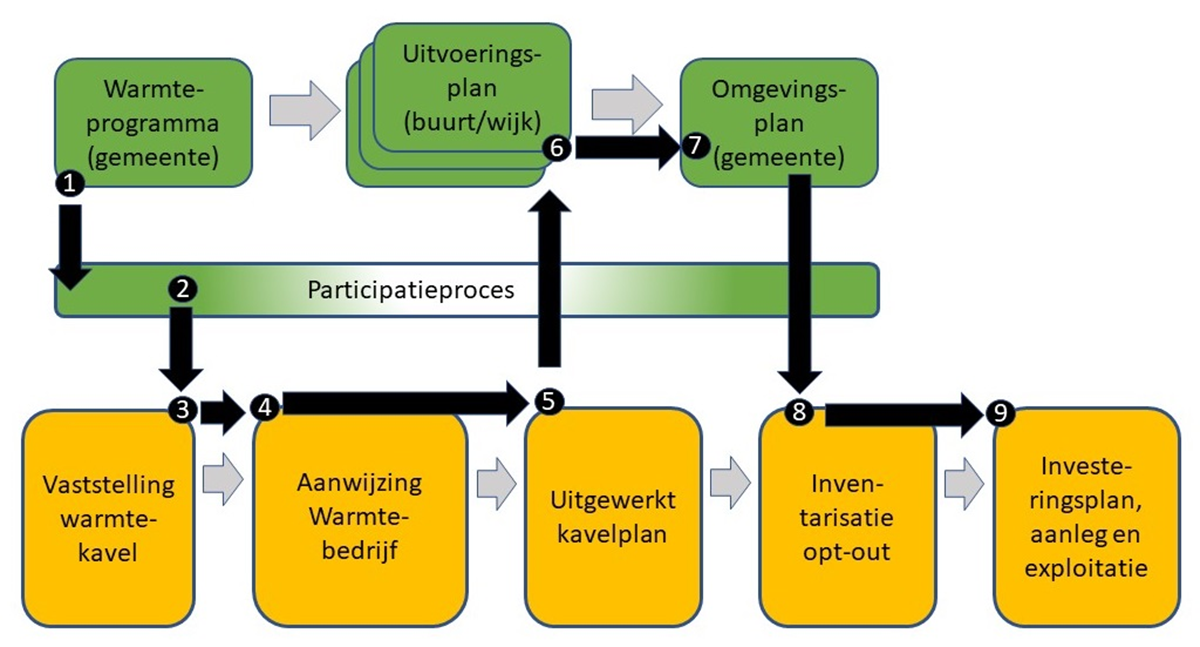 Warmte-
programma
(gemeente)
1
Uitvoerings-
plan
(buurt/wijk)
6
Omgevings-
plan
(gemeente)
7
2
Participatieproces
3
Vaststelling
warmte-
kavel
4
Aanwijzing
Warmte-
bedrijf
5
Uitgewerkt
kavelplan
8
Inven-
tarisatie
opt-out
9
Investe-
ringsplan,
aanleg en
exploitatie